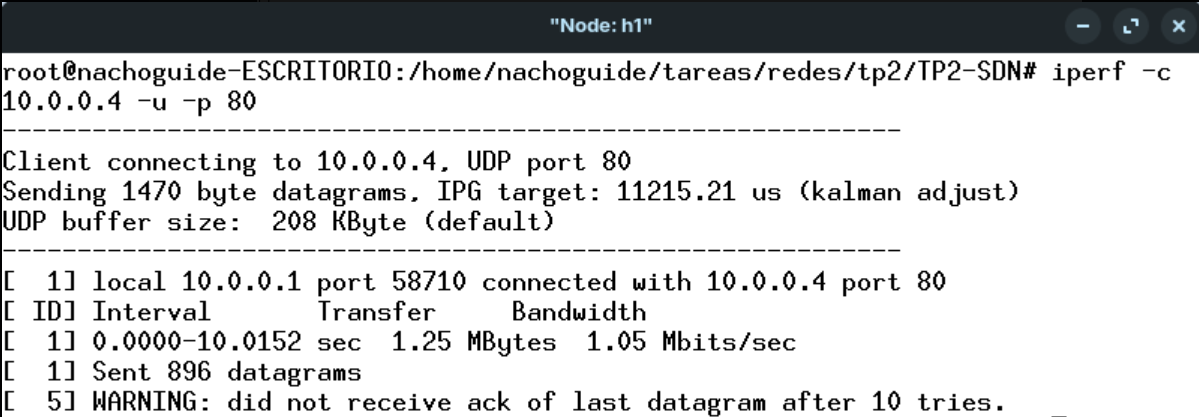 "Node: h1"
root@nachoguide-ESCRITORIO:/home/nachoguide/tareas/redes/tp2/TP2-SDN# iperf -c
10.0.0.4 -u -p 80
------------------------------------------------------------
Client connecting to 10.0.0.4, UDP port 80
Sending 1470 byte datagrams, IPG target: 11215.21 us (kalman adjust)
UDP buffer size:  208 KByte (default)
------------------------------------------------------------
[  1] local 10.0.0.1 port 58710 connected with 10.0.0.4 port 80
[ ID] Interval       Transfer     Bandwidth
[  1] 0.0000-10.0152 sec  1.25 MBytes  1.05 Mbits/sec
[  1] Sent 896 datagrams
[  5] WARNING: did not receive ack of last datagram after 10 tries.